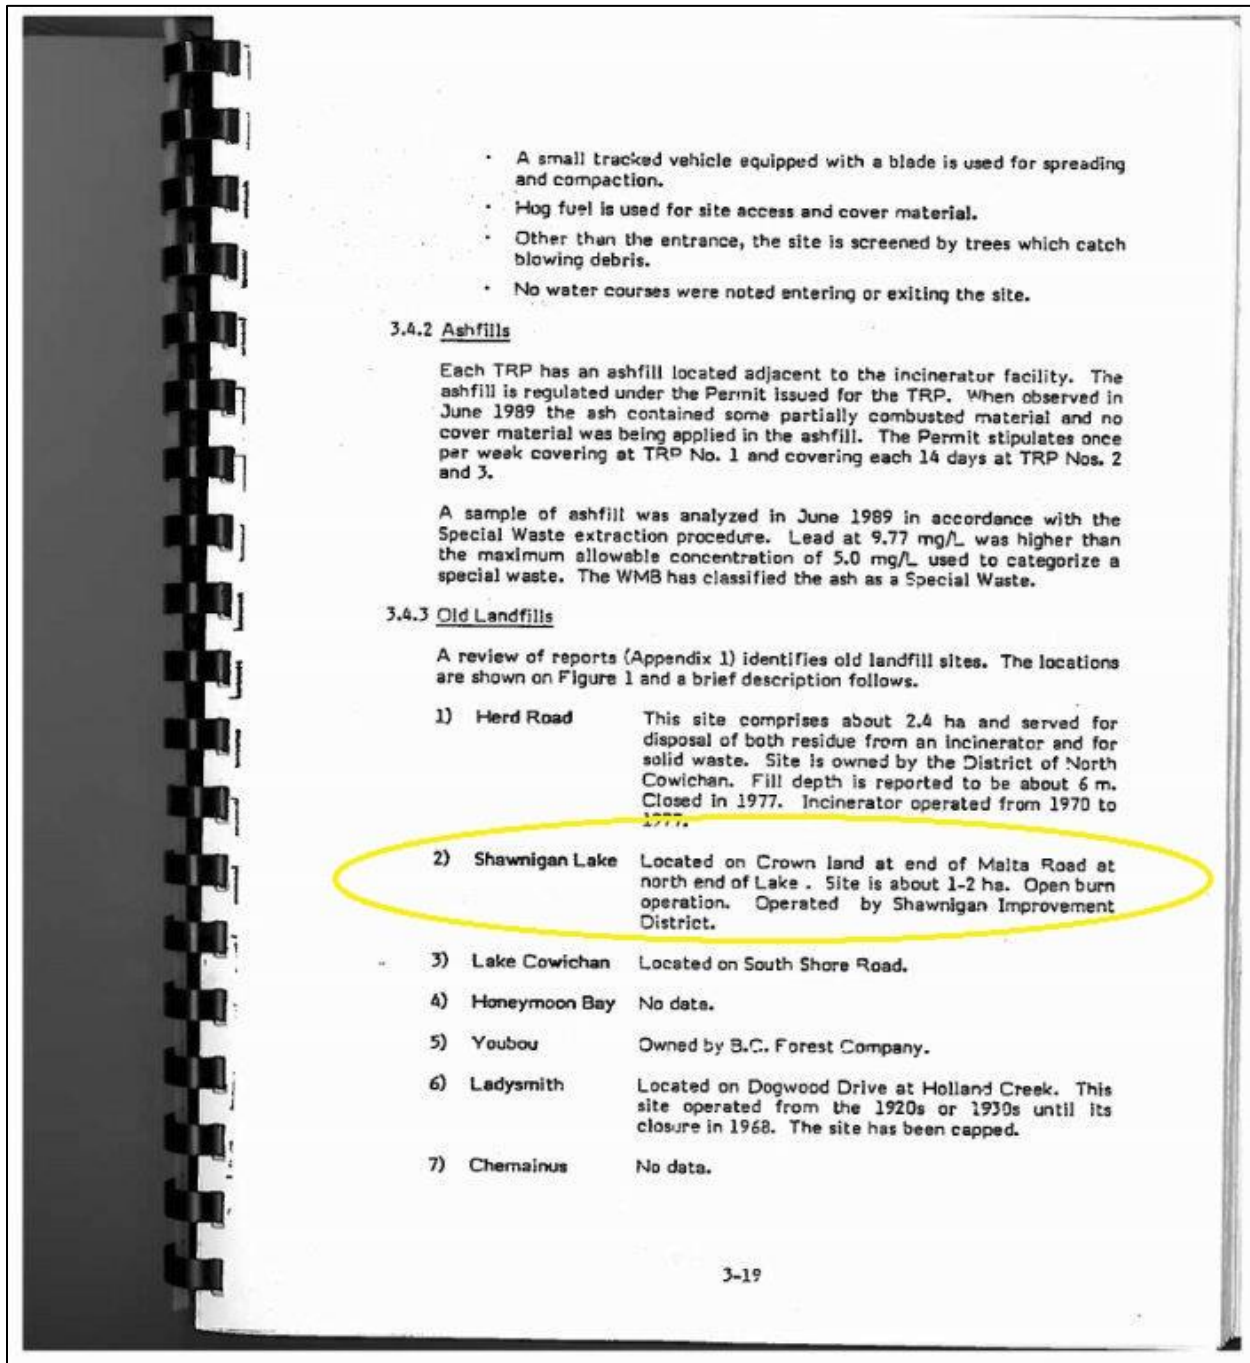 · A small tracked vehicle equipped with a blade is used for spreading
and compaction.
· Hog fuel is used for site access and cover material.
· Other than the entrance, the site is screened by trees which catch
blowing debris.
· No water courses were noted entering or exiting the site.
3.4.2 Ashfills
Each TRP has an ashfill located adjacent to the incinerator facility. The
ashfill is regulated under the Permit issued for the TRP. When observed in
June 1989 the ash contained some partially combusted material and no
cover material was being applied in the ashfill. The Permit stipulates once
per week covering at TRP No. 1 and covering each 14 days at TRP Nos. 2
and 3.
A sample of ashfill was analyzed in June 1989 in accordance with the
Special Waste extraction procedure. Lead at 9.77 mg/L was higher than
the maximum allowable concentration of 5.0 mg/L used to categorize a
special waste. The WMB has classified the ash as a Special Waste.
3.4.3 Old Landfills
A review of reports (Appendix 1) identifies old landfill sites. The locations
are shown on Figure 1 and a brief description follows.
1) Herd Road This site comprises about 2.4 ha and served for
disposal of both residue from an incinerator and for
solid waste. Site is owned by the District of North
Cowichan. Fill depth is reported to be about 6 m.
Closed in 1977. Incinerator operated from 1970 to
1977.
2) Shawnigan Lake Located on Crown land at end of Malta Road at
north end of Lake . Site is about 1-2 ha. Open burn
operation. Operated by Shawnigan Improvement
District.
3) Lake Cowichan Located on South Shore Road.
4) Honeymoon Bay No data.
5) Youbou Owned by B.C. Forest Company.
6) Ladysmith Located on Dogwood Drive at Holland Creek. This
site operated from the 1920s or 1930s until its
closure in 1968. The site has been capped.
7) Chemainus No data.
3-19